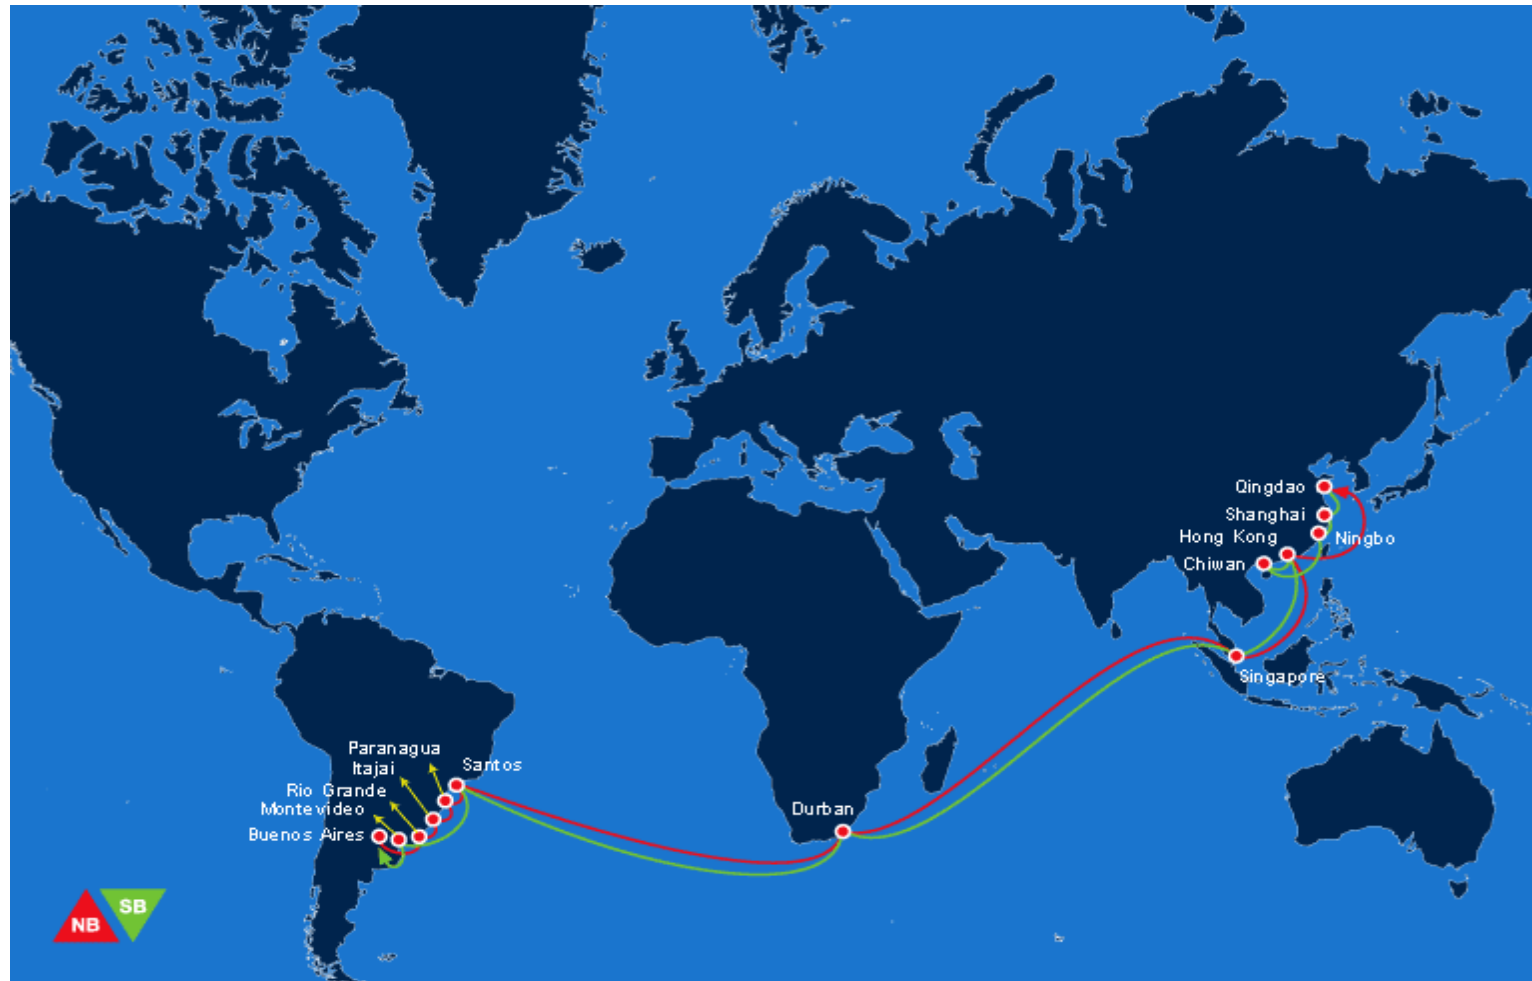 Qingdao
Shanghai
Hong Kong
Ningbo
Chiwan
Singapore
Paranagua
Itajai
Santos
Rio Grande
Montevideo
Buenos Aires
Durban
NB
SB